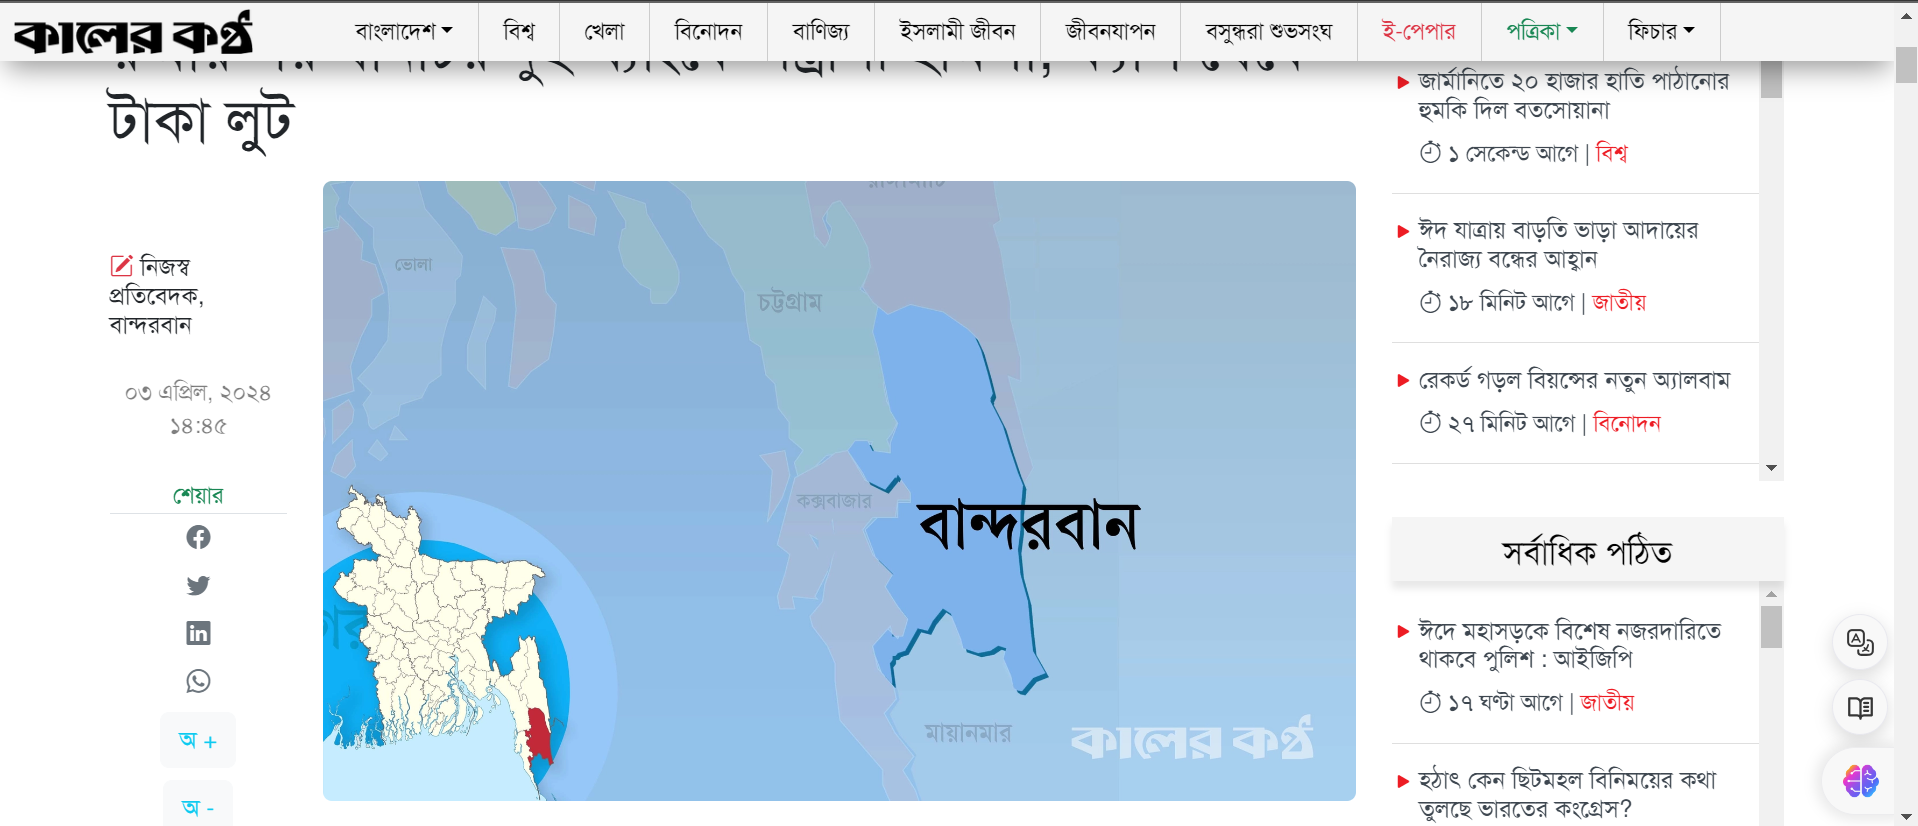 কালের কণ্ঠ
বাংলাদেশ বিশ্ব খেলা বিনোদন বাণিজ্য ইসলামী জীবন জীবনযাপন বসুন্ধরা শুভসংঘ ই-পেপার পত্রিকা ফিচার
টাকা লুট
নিজস্ব
প্রতিবেদক,
বান্দরবান
০৩ এপ্রিল, ২০২৪
১৪:৪৫
শেয়ার
অ +
অ -
ভোলা
চট্টগ্রাম
কক্সবাজার
বান্দরবান
মায়ানমার
কালের কণ্ঠ
জার্মানিতে ২০ হাজার হাতি পাঠানোর
হুমকি দিল বতসোয়ানা
১ সেকেন্ড আগে | বিশ্ব
ঈদ যাত্রায় বাড়তি ভাড়া আদায়ের
নৈরাজ্য বন্ধের আহ্বান
১৮ মিনিট আগে | জাতীয়
রেকর্ড গড়ল বিয়ন্সের নতুন অ্যালবাম
২৭ মিনিট আগে | বিনোদন
সর্বাধিক পঠিত
ঈদে মহাসড়কে বিশেষ নজরদারিতে
থাকবে পুলিশ : আইজিপি
১৭ ঘণ্টা আগে | জাতীয়
হঠাৎ কেন ছিটমহল বিনিময়ের কথা
তুলছে ভারতের কংগ্রেস?